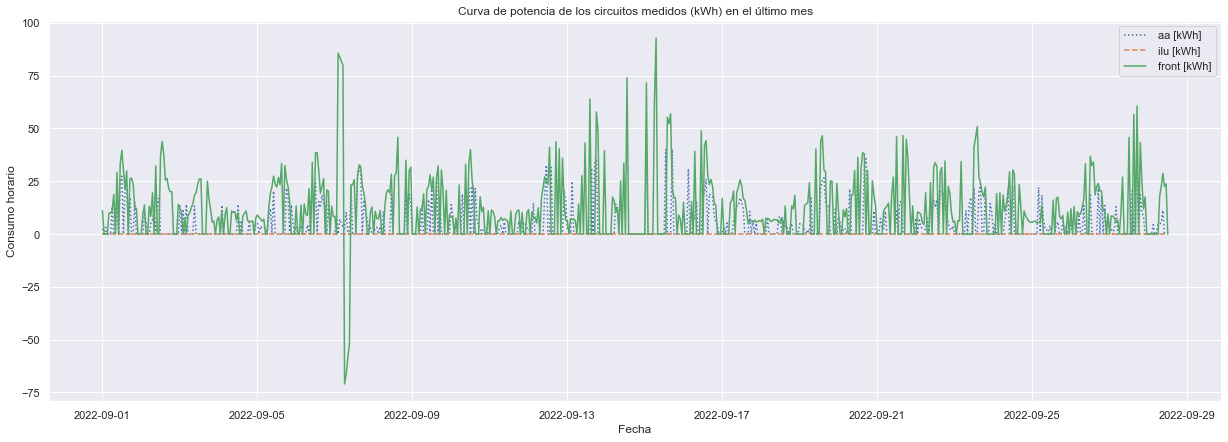 Curva de potencia de los circuitos medidos (kWh) en el último mes
aa [kWh]
ilu [kWh]
front [kWh]
Consumo horario
100
75
50
25
0
−25
−50
−75
2022-09-01
2022-09-05
2022-09-09
2022-09-13
2022-09-17
2022-09-21
2022-09-25
2022-09-29
Fecha